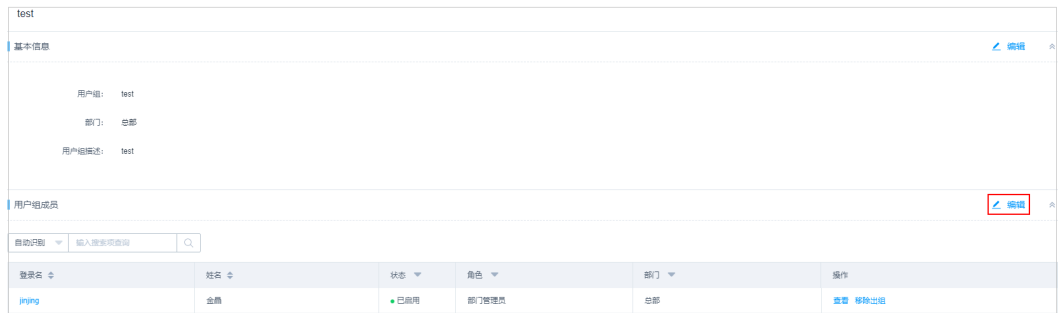 test
基本信息 编辑
用户组: test
部门: 总部
用户组描述: test
用户组成员 编辑
自动识别 输入搜索项查询
登录名 姓名 状态 角色 部门 操作
jinjing 金晶 已启用 部门管理员 总部 查看 移除出组